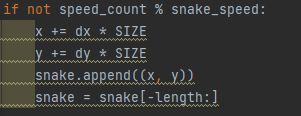 if not speed_count % snake_speed:
    x += dx * SIZE
    y += dy * SIZE
    snake.append((x, y))
    snake = snake[-length:]